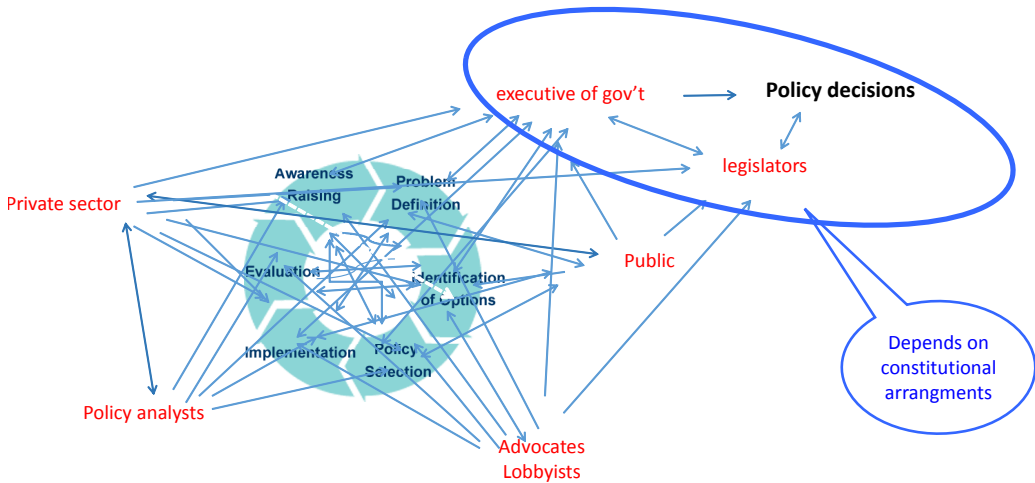 executive of gov't
Policy decisions
legislators
Awareness
Raising
Problem
Definition
Private sector
Public
Evaluation
Identification
of Options
Depends on
constitutional
arrangments
Implementation
Policy
Selection
Policy analysts
Advocates
Lobbyists